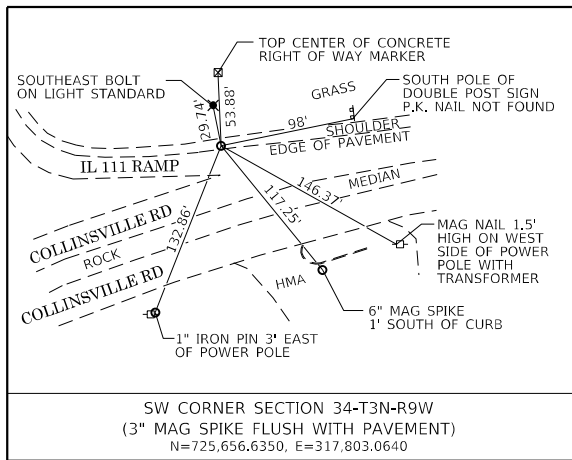 TOP CENTER OF CONCRETE
RIGHT OF WAY MARKER
SOUTHEAST BOLT
ON LIGHT STANDARD
GRASS
SOUTH POLE OF
DOUBLE POST SIGN
P.K. NAIL NOT FOUND
29.74'
53.88'
98'
SHOULDER
EDGE OF PAVEMENT
IL 111 RAMP
146.37'
MEDIAN
117.25'
132.86'
COLLINSVILLE RD
ROCK
COLLINSVILLE RD
HMA
MAG NAIL 1.5'
HIGH ON WEST
SIDE OF POWER
POLE WITH
TRANSFORMER
6" MAG SPIKE
1' SOUTH OF CURB
1" IRON PIN 3' EAST
OF POWER POLE
SW CORNER SECTION 34-T3N-R9W
(3" MAG SPIKE FLUSH WITH PAVEMENT)
N=725,656.6350, E=317,803.0640